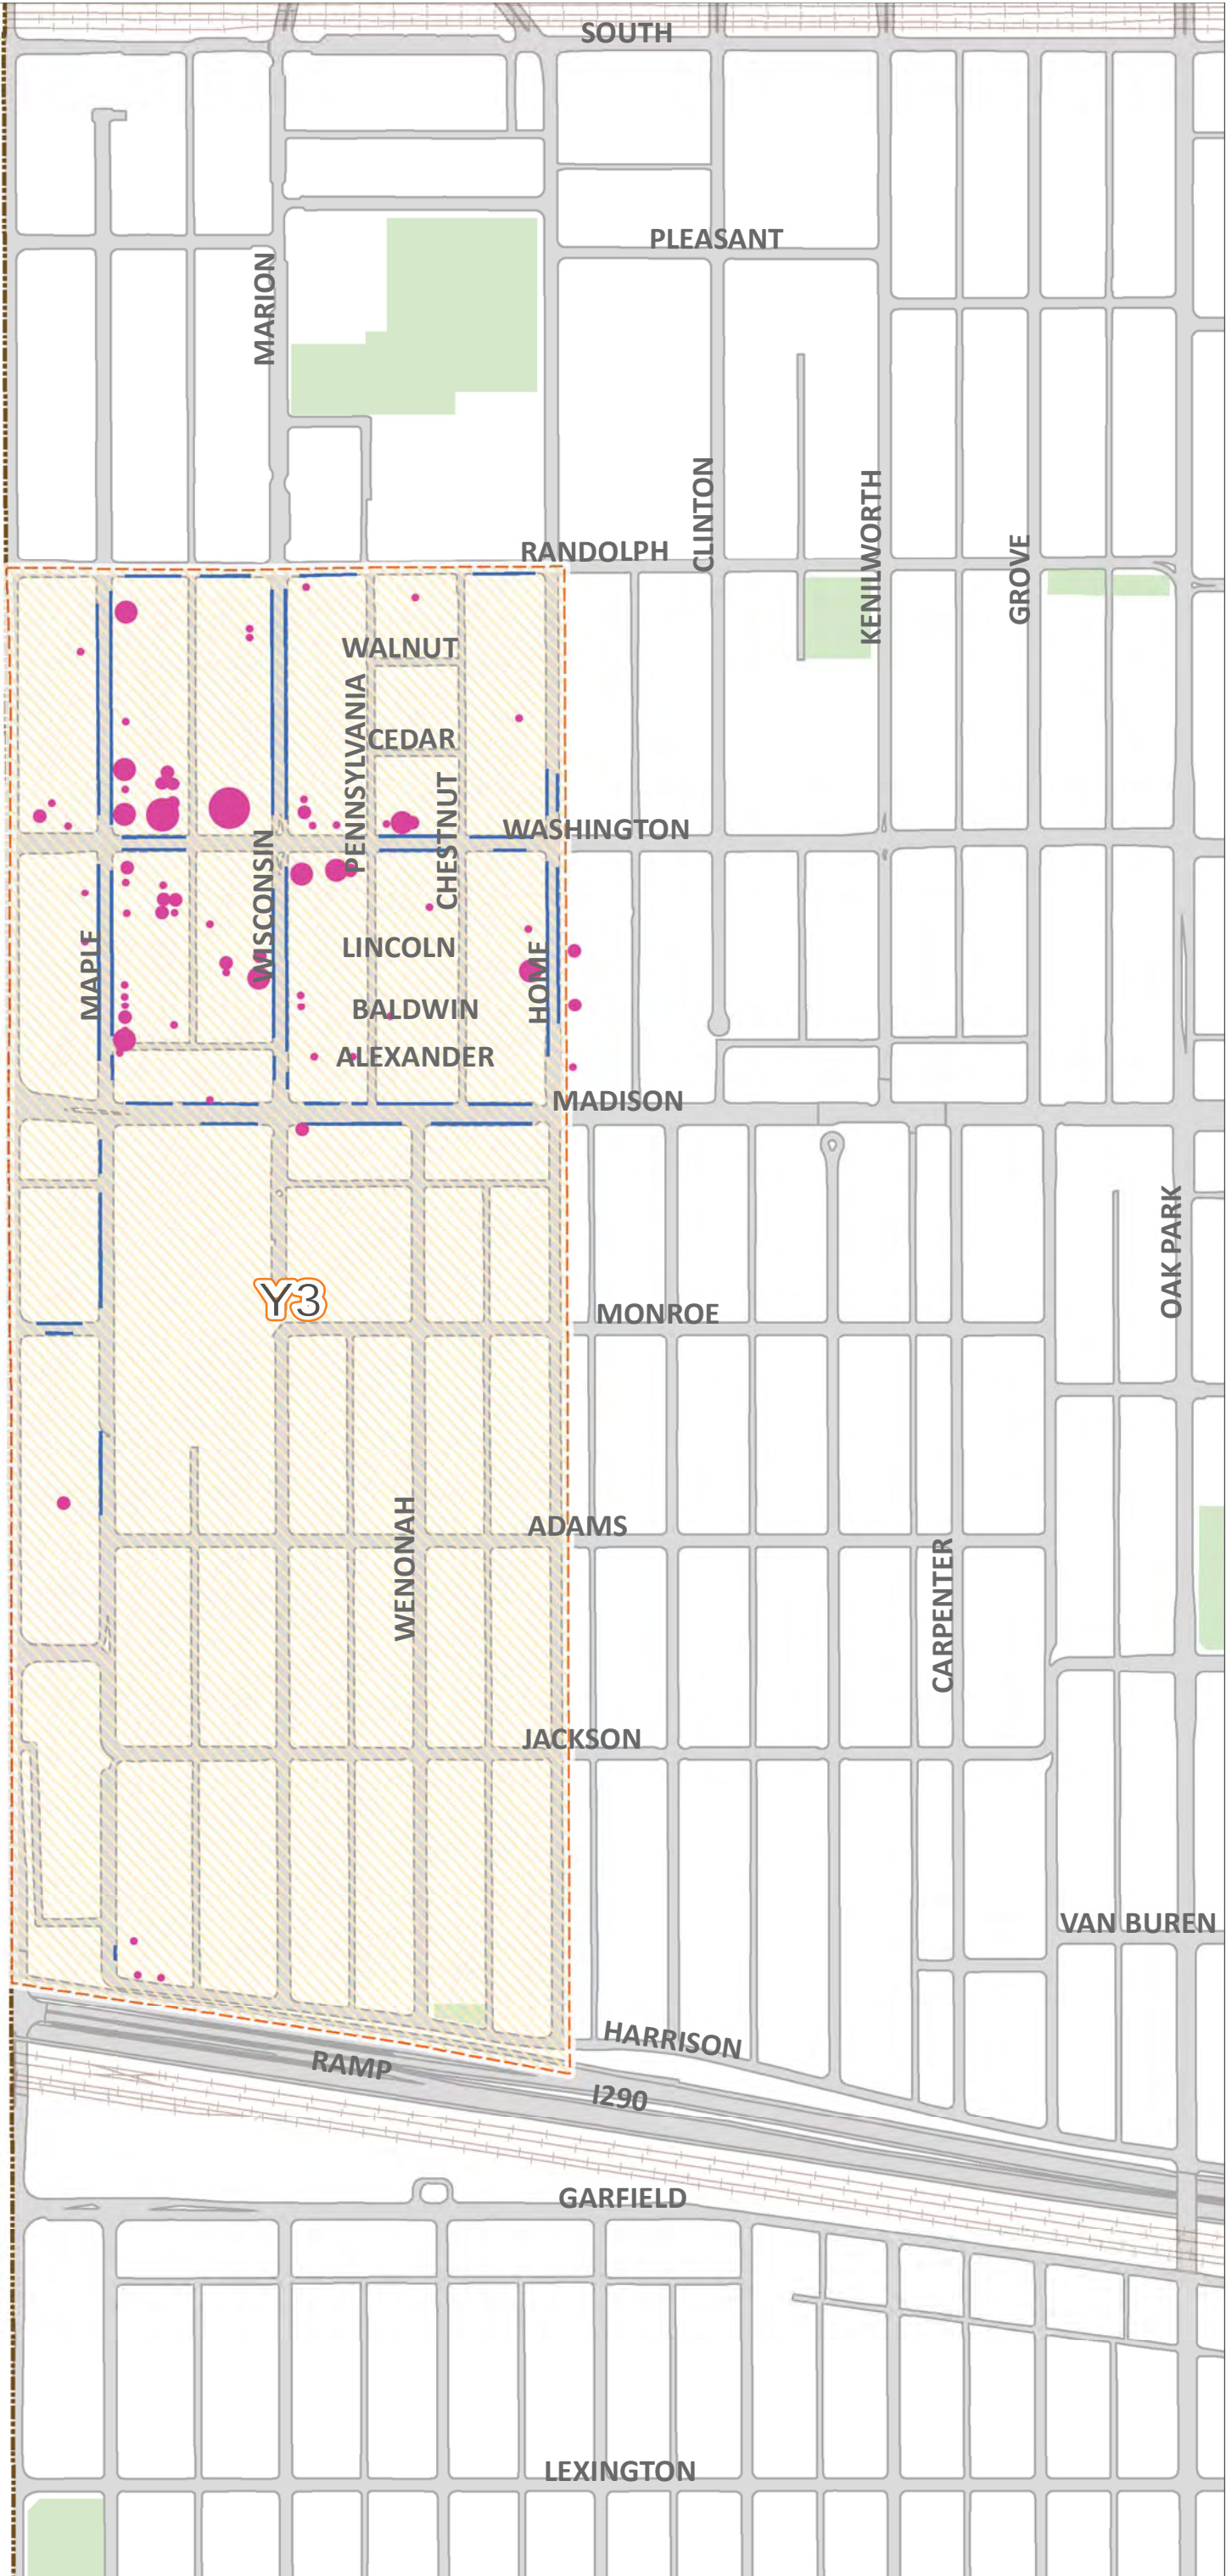 SOUTH
PLEASANT
MARION
CLINTON
KENILWORTH
RANDOLPH
GROVE
WALNUT
PENNSYLVANIA
CEDAR
CHESTNUT
WASHINGTON
WISCONSIN
MAPLE
LINCOLN
HOME
BALDWIN
ALEXANDER
MADISON
OAK PARK
Y3
MONROE
WENONAH
ADAMS
CARPENTER
JACKSON
VAN BUREN
HARRISON
RAMP
I290
GARFIELD
LEXINGTON